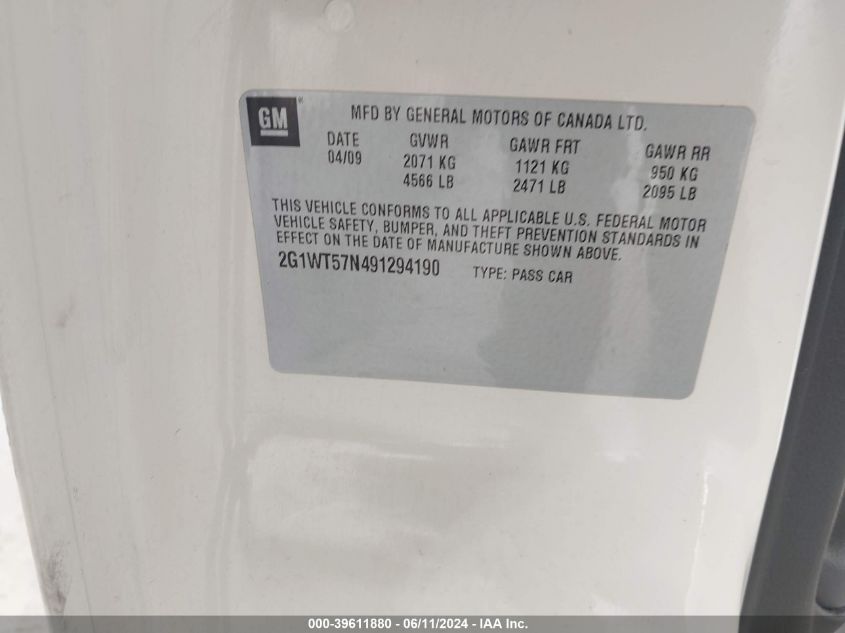 GM
MFD BY GENERAL MOTORS OF CANADA LTD.
DATE GVWR GAWR FRT GAWR RR
04/09 2071 KG 1121 KG 950 KG
4566 LB 2471 LB 2095 LB
THIS VEHICLE CONFORMS TO ALL APPLICABLE U.S. FEDERAL MOTOR
VEHICLE SAFETY, BUMPER, AND THEFT PREVENTION STANDARDS IN
EFFECT ON THE DATE OF MANUFACTURE SHOWN ABOVE.
2G1WT57N491294190 TYPE: PASS CAR
000-39611880 - 06/11/2024 - IAA Inc.